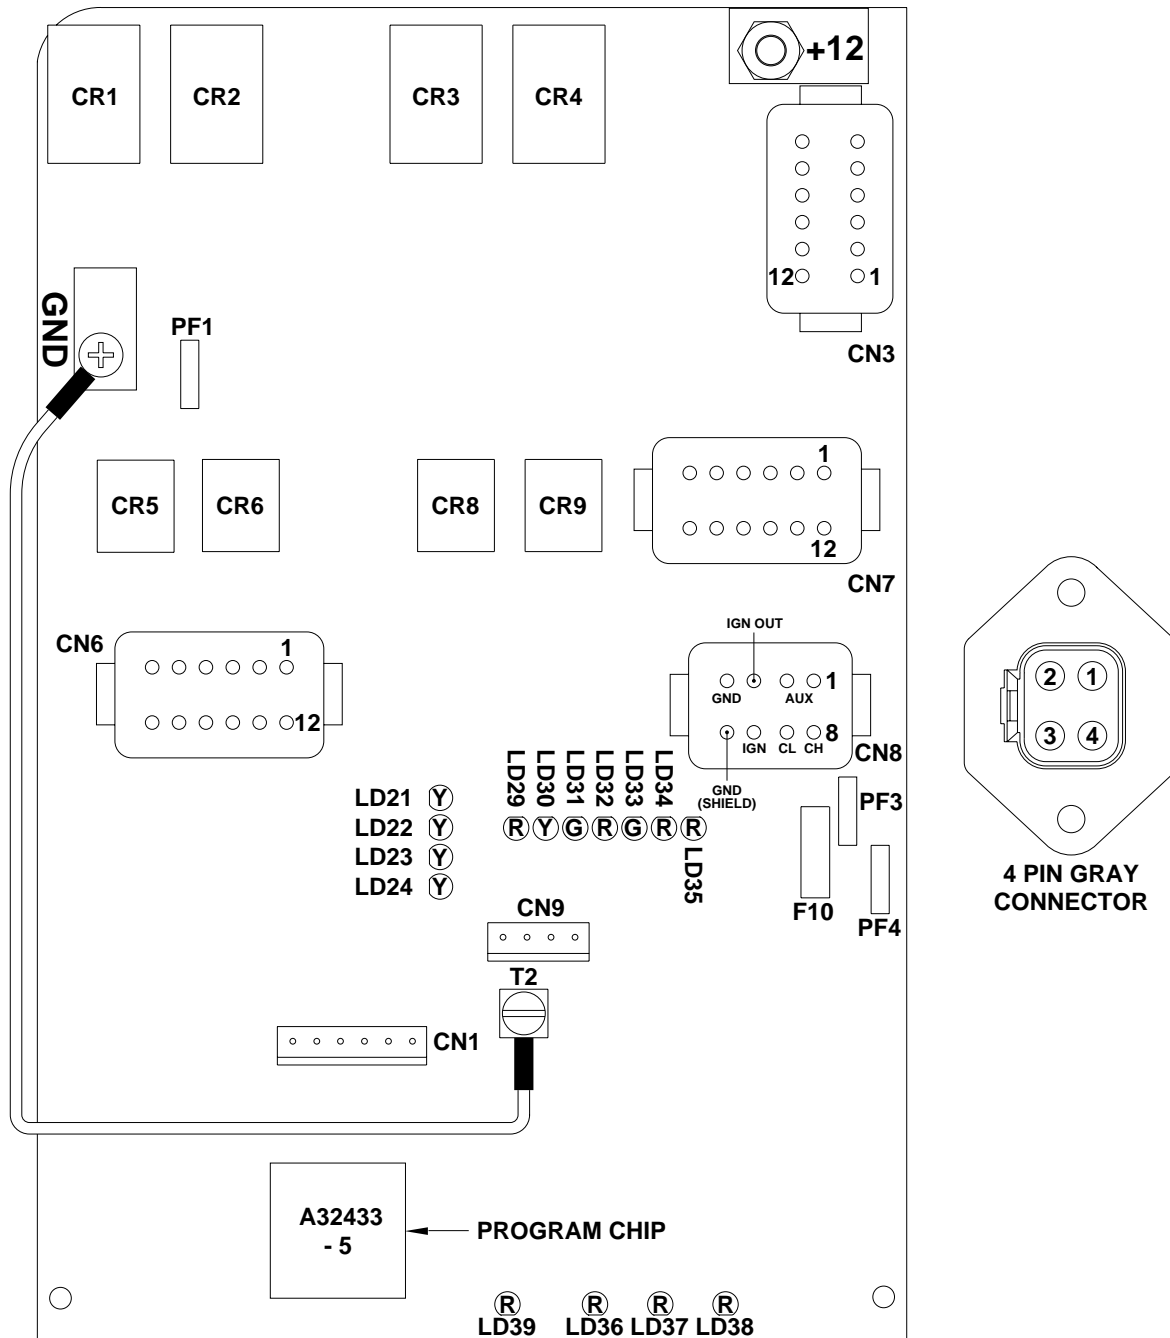 +12
CR1
CR2
CR3
CR4
12
1
CN3
GND
PF1
CR5
CR6
CR8
CR9
1
12
CN7
CN6
1
12
IGN OUT
GND
AUX
1
IGN
CL
CH
8
GND
(SHIELD)
CN8
2
1
3
4
4 PIN GRAY
CONNECTOR
LD21 Y
LD22 Y
LD23 Y
LD24 Y
LD29
LD30
LD31
LD32
LD33
LD34
R Y G R G R R
LD35
PF3
F10
PF4
CN9
T2
CN1
A32433
- 5
PROGRAM CHIP
R R R R
LD39 LD36 LD37 LD38